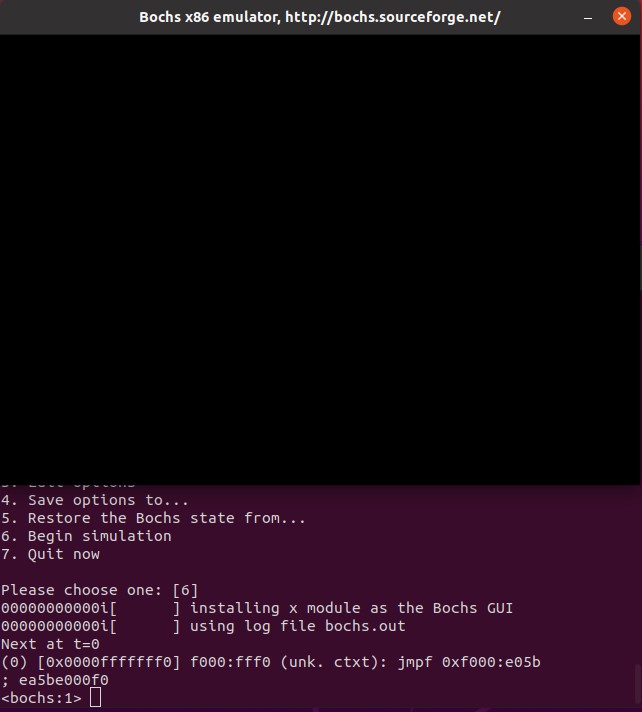 Bochs x86 emulator, http://bochs.sourceforge.net/
4. Save options to...
5. Restore the Bochs state from...
6. Begin simulation
7. Quit now
Please choose one: [6]
00000000000i[      ] installing x module as the Bochs GUI
00000000000i[      ] using log file bochs.out
Next at t=0
(0) [0x0000fffffff0] f000:fff0 (unk. ctxt): jmpf 0xf000:e05b
; ea5be000f0
<bochs:1>